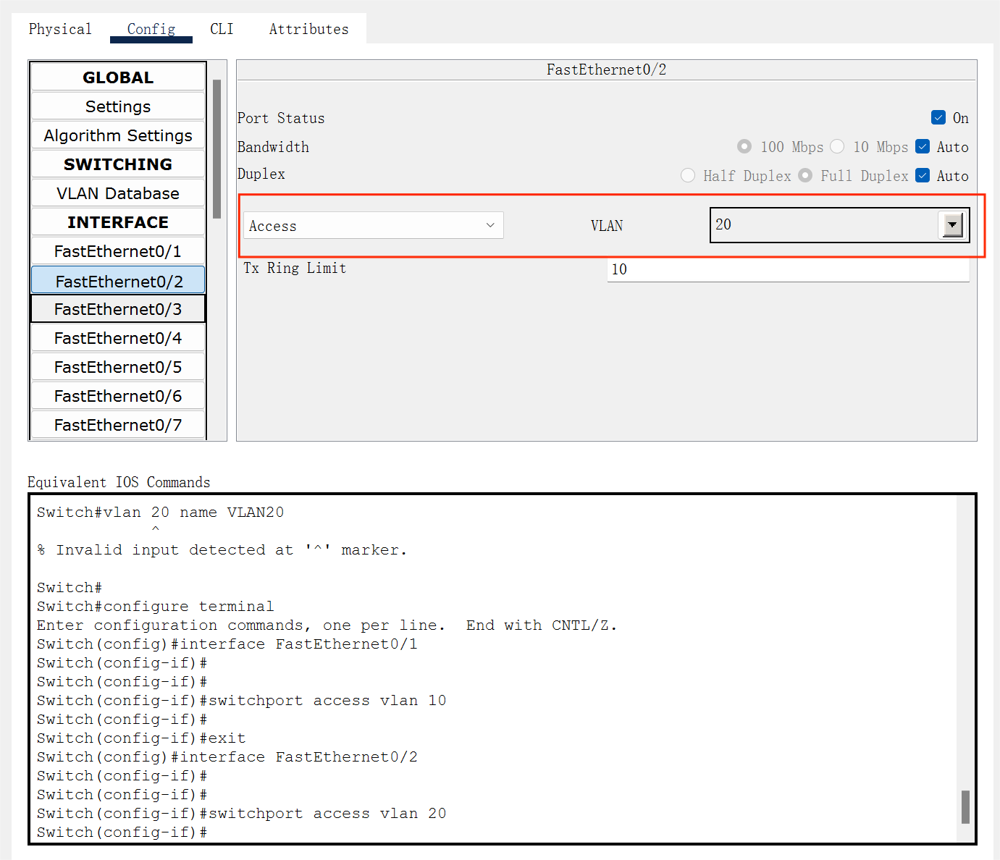 Physical Config CLI Attributes
GLOBAL
Settings
Algorithm Settings
SWITCHING
VLAN Database
INTERFACE
FastEthernet0/1
FastEthernet0/2
FastEthernet0/3
FastEthernet0/4
FastEthernet0/5
FastEthernet0/6
FastEthernet0/7
FastEthernet0/2
Port Status On
Bandwidth 100 Mbps 10 Mbps Auto
Duplex Half Duplex Full Duplex Auto
Access VLAN 20
Tx Ring Limit 10
Equivalent IOS Commands
Switch#vlan 20 name VLAN20
^
% Invalid input detected at '^' marker.
Switch#
Switch#configure terminal
Enter configuration commands, one per line. End with CNTL/Z.
Switch(config)#interface FastEthernet0/1
Switch(config-if)#
Switch(config-if)#
Switch(config-if)#switchport access vlan 10
Switch(config-if)#
Switch(config-if)#exit
Switch(config)#interface FastEthernet0/2
Switch(config-if)#
Switch(config-if)#
Switch(config-if)#switchport access vlan 20
Switch(config-if)#